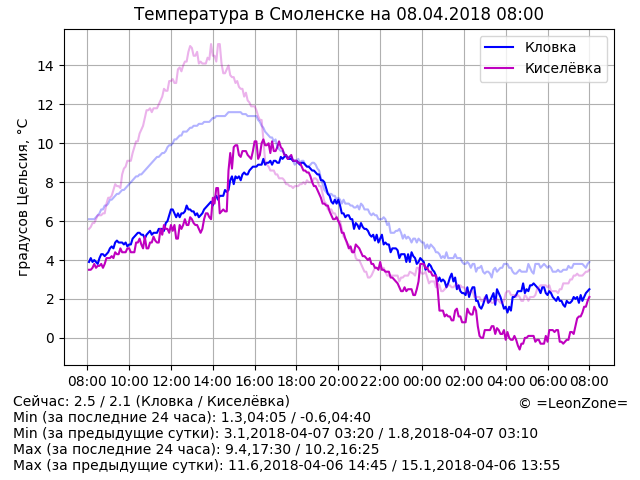 Температура в Смоленске на 08.04.2018 08:00
Кловка
Киселёвка
градусов Цельсия, °C
14
12
10
8
6
4
2
0
08:00 10:00 12:00 14:00 16:00 18:00 20:00 22:00 00:00 02:00 04:00 06:00 08:00
Сейчас: 2.5 / 2.1 (Кловка / Киселёвка)
© =LeonZone=
Min (за последние 24 часа): 1.3,04:05 / -0.6,04:40
Min (за предыдущие сутки): 3.1,2018-04-07 03:20 / 1.8,2018-04-07 03:10
Max (за последние 24 часа): 9.4,17:30 / 10.2,16:25
Max (за предыдущие сутки): 11.6,2018-04-06 14:45 / 15.1,2018-04-06 13:55